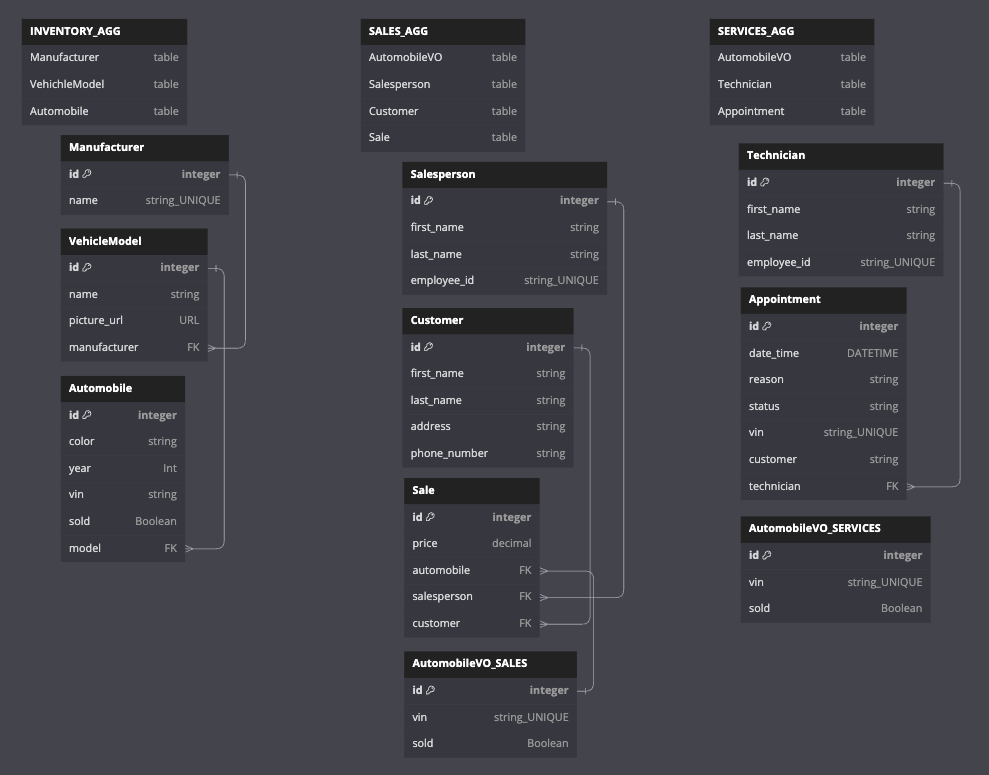 INVENTORY_AGG
Manufacturer table
VehichleModel table
Automobile table
Manufacturer
id integer
name string_UNIQUE
VehicleModel
id integer
name string
picture_url URL
manufacturer FK
Automobile
id integer
color string
year Int
vin string
sold Boolean
model FK
SALES_AGG
AutomobileVO table
Salesperson table
Customer table
Sale table
Salesperson
id integer
first_name string
last_name string
employee_id string_UNIQUE
Customer
id integer
first_name string
last_name string
address string
phone_number string
Sale
id integer
price decimal
automobile FK
salesperson FK
customer FK
AutomobileVO_SALES
id integer
vin string_UNIQUE
sold Boolean
SERVICES_AGG
AutomobileVO table
Technician table
Appointment table
Technician
id integer
first_name string
last_name string
employee_id string_UNIQUE
Appointment
id integer
date_time DATETIME
reason string
status string
vin string_UNIQUE
customer string
technician FK
AutomobileVO_SERVICES
id integer
vin string_UNIQUE
sold Boolean